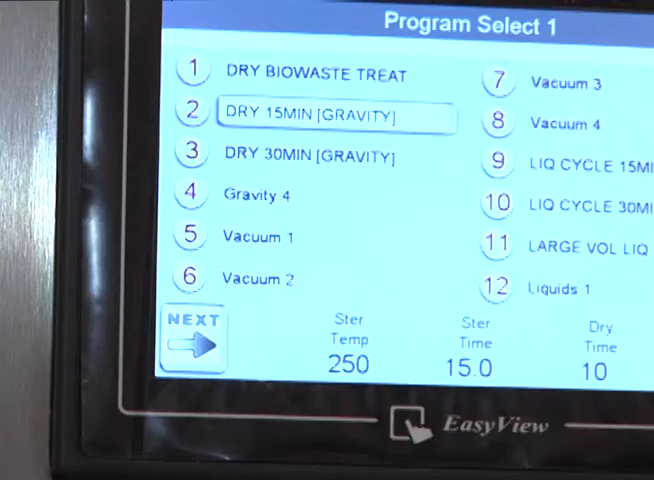 Program Select 1
1 DRY BIOWASTE TREAT
2 DRY 15MIN [GRAVITY]
3 DRY 30MIN [GRAVITY]
4 Gravity 4
5 Vacuum 1
6 Vacuum 2
7 Vacuum 3
8 Vacuum 4
9 LIQ CYCLE 15MI
10 LIQ CYCLE 30MI
11 LARGE VOL LIQ
12 Liquids 1
NEXT
Ster Temp 250
Ster Time 15.0
Dry Time 10
EasyView